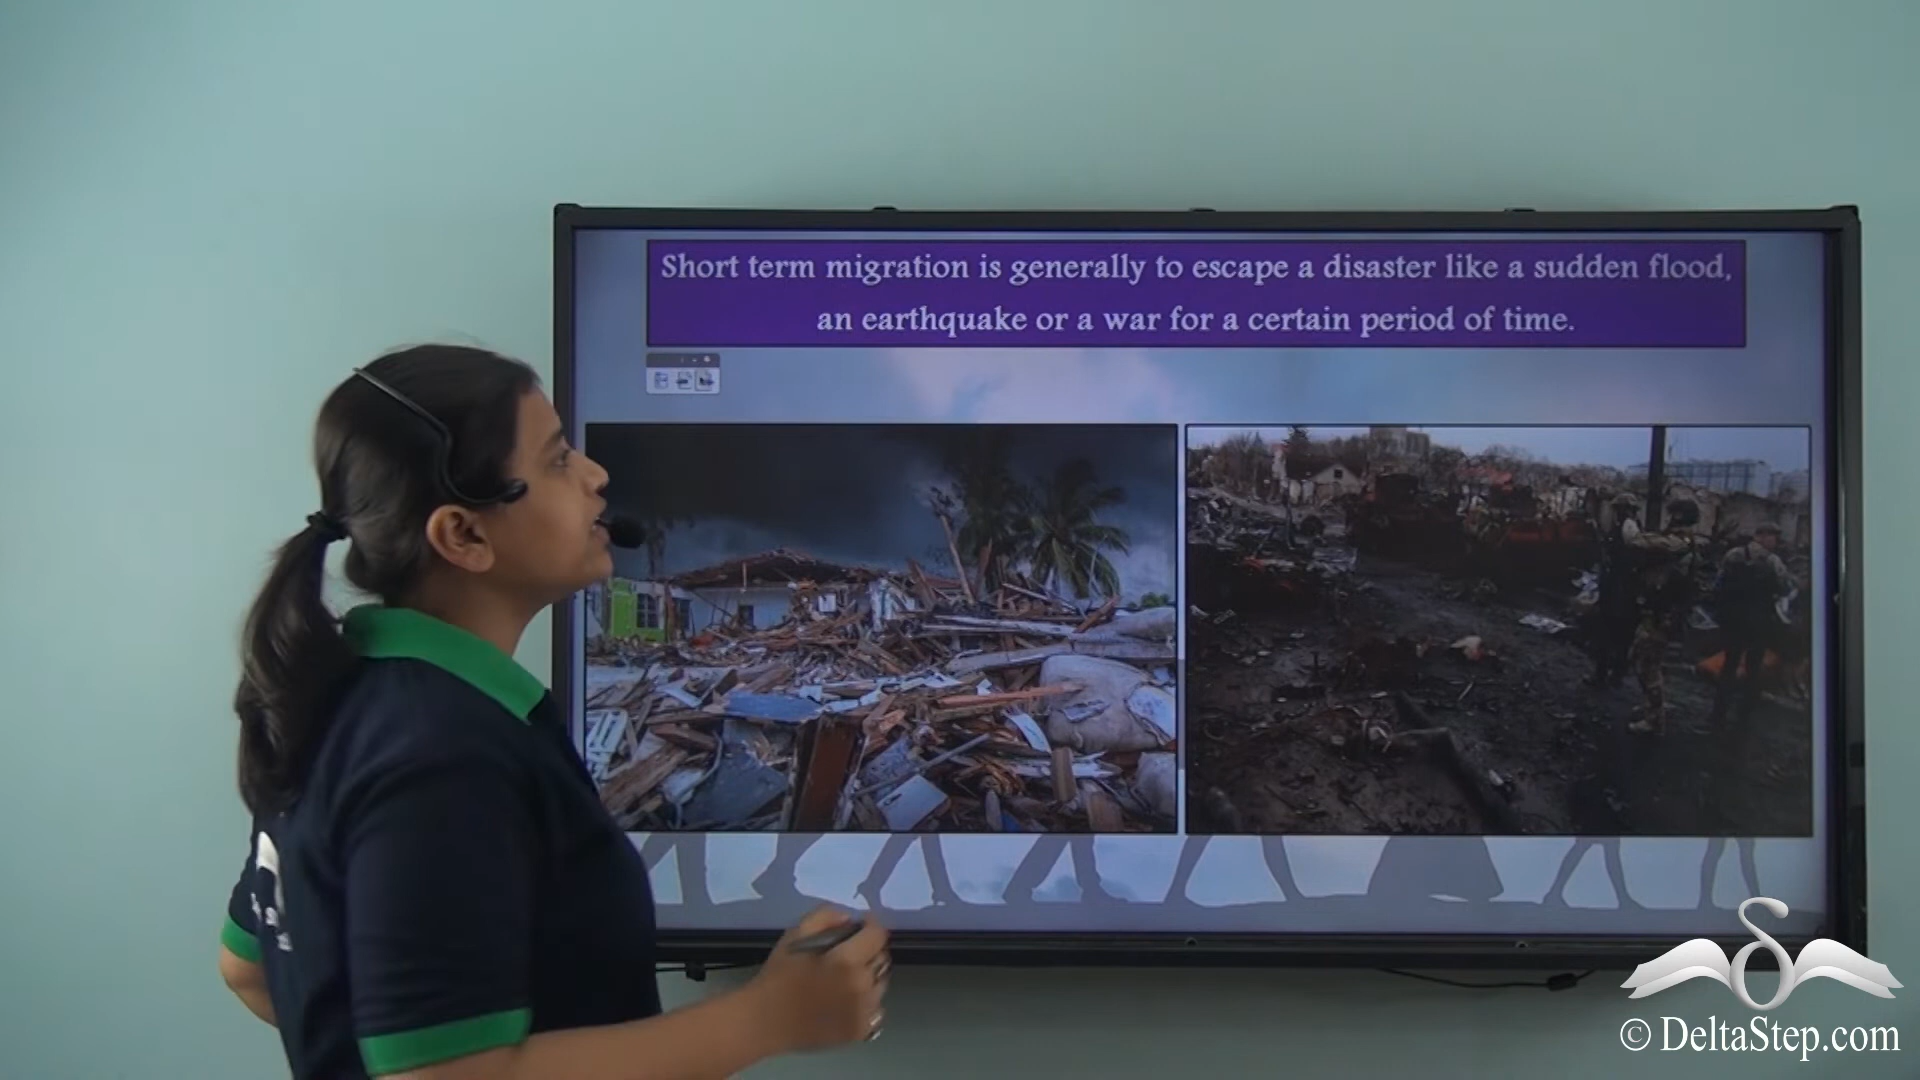 Short term migration is generally to escape a disaster like a sudden flood,
an earthquake or a war for a certain period of time.
© DeltaStep.com